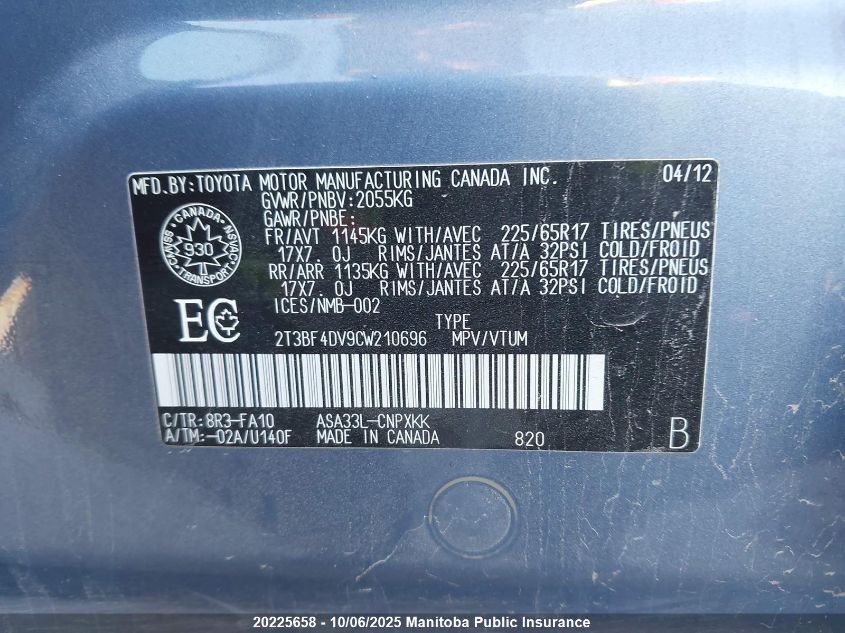 MFD.BY:TOYOTA MOTOR MANUFACTURING CANADA INC. 04/12
GVWR/PNBV:2055KG
GAWR/PNBE:
FR/AVT 1145KG WITH/AVEC 225/65R17 TIRES/PNEUS
17X7.0J RIMS/JANTES AT/A 32PSI COLD/FROID
RR/ARR 1135KG WITH/AVEC 225/65R17 TIRES/PNEUS
17X7.0J RIMS/JANTES AT/A 32PSI COLD/FROID
ICES/NMB-002
CANADA
CMVSS 930 NSVAC
TRANSPORT
EC
TYPE
2T3BF4DV9CW210696 MPV/VTUM
C/TR:8R3-FA10 ASA33L-CNPXKK
A/TM:-02A/U140F MADE IN CANADA 820 B
20225658 - 10/06/2025 Manitoba Public Insurance